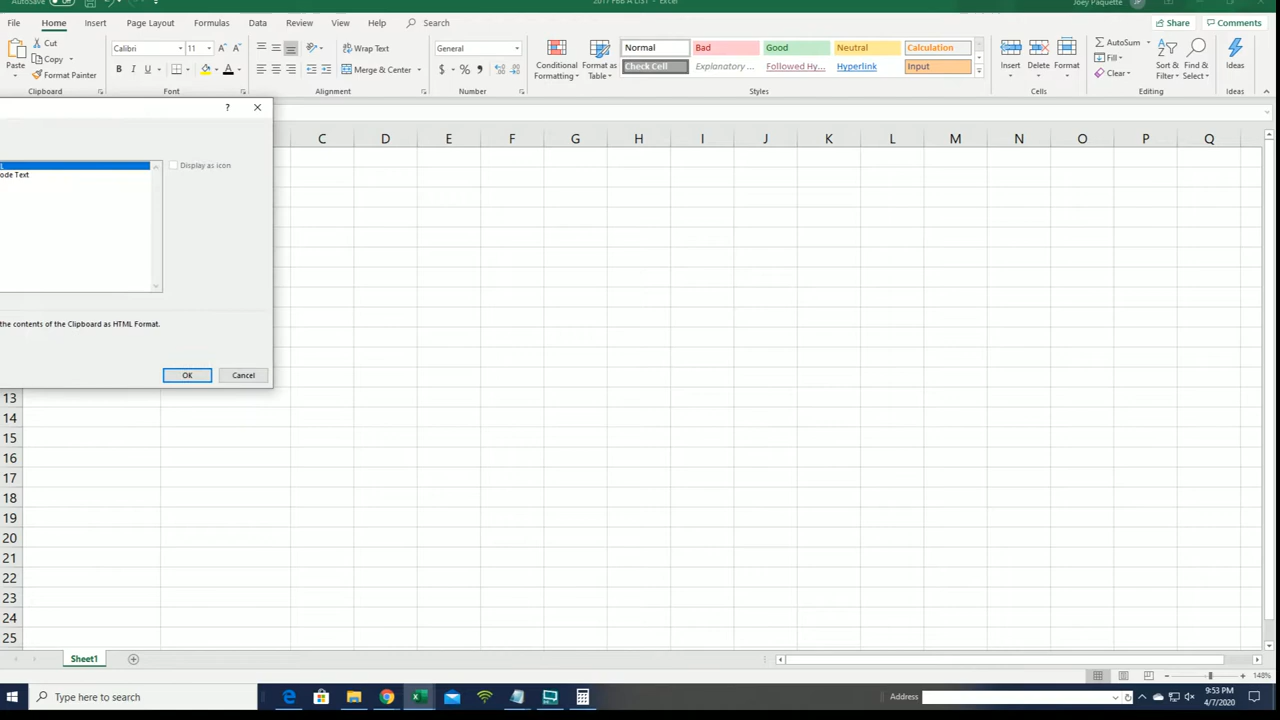 AutoSave Off 2017 FBB A LIST - Excel Joey Paquette JP
File Home Insert Page Layout Formulas Data Review View Help Search Share Comments
Paste Cut Copy Format Painter Clipboard
Calibri 11 A A B I U A Font
Wrap Text Merge & Center Alignment
General $ % 9 Number
Conditional Formatting Format as Table
Normal Bad Good Neutral Calculation
Check Cell Explanatory ... Followed Hy... Hyperlink Input
Styles
Insert Delete Format Cells
AutoSum Fill Clear Sort & Filter Find & Select Editing
Ideas Ideas
? ×
C D E F G H I J K L M N O P Q
Display as icon
ode Text
the contents of the Clipboard as HTML Format.
OK Cancel
13
14
15
16
17
18
19
20
21
22
23
24
25
Sheet1
148%
Type here to search Address 9:53 PM
4/7/2020